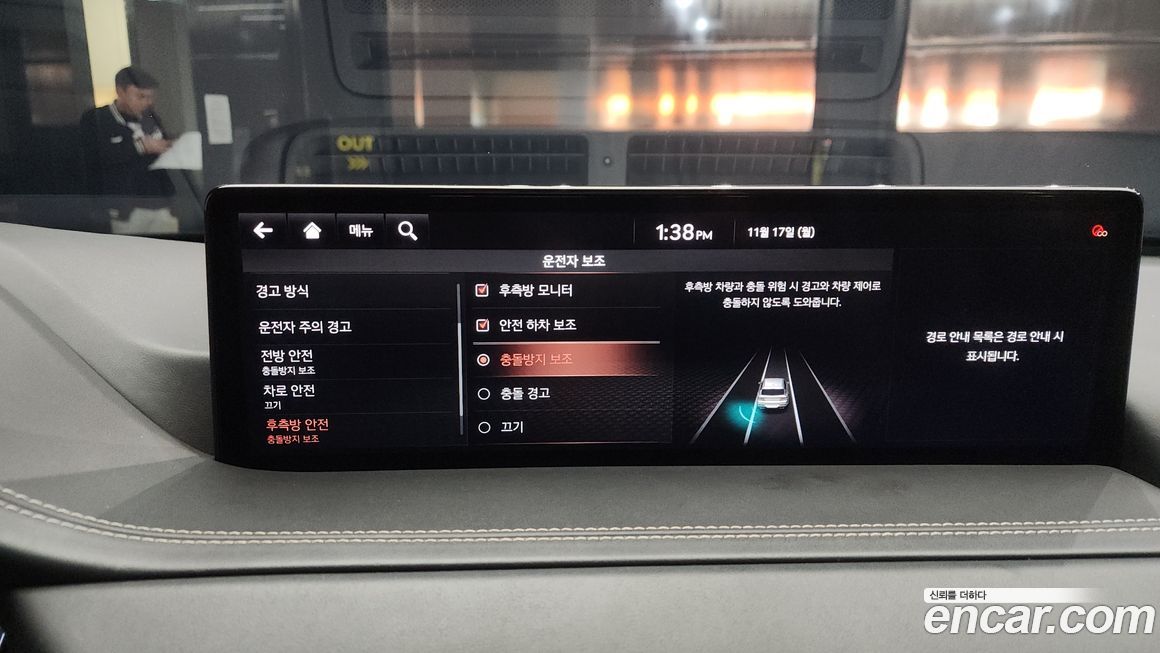 OUT
메뉴
1:38 PM
11월 17일 (월)
운전자 보조
경고 방식
운전자 주의 경고
전방 안전
충돌방지 보조
차로 안전
끄기
후측방 안전
충돌방지 보조
후측방 모니터
안전 하차 보조
충돌방지 보조
충돌 경고
끄기
후측방 차량과 충돌 위험 시 경고와 차량 제어로
충돌하지 않도록 도와줍니다.
경로 안내 목록은 경로 안내 시
표시됩니다.
신뢰를 더하다
encar.com